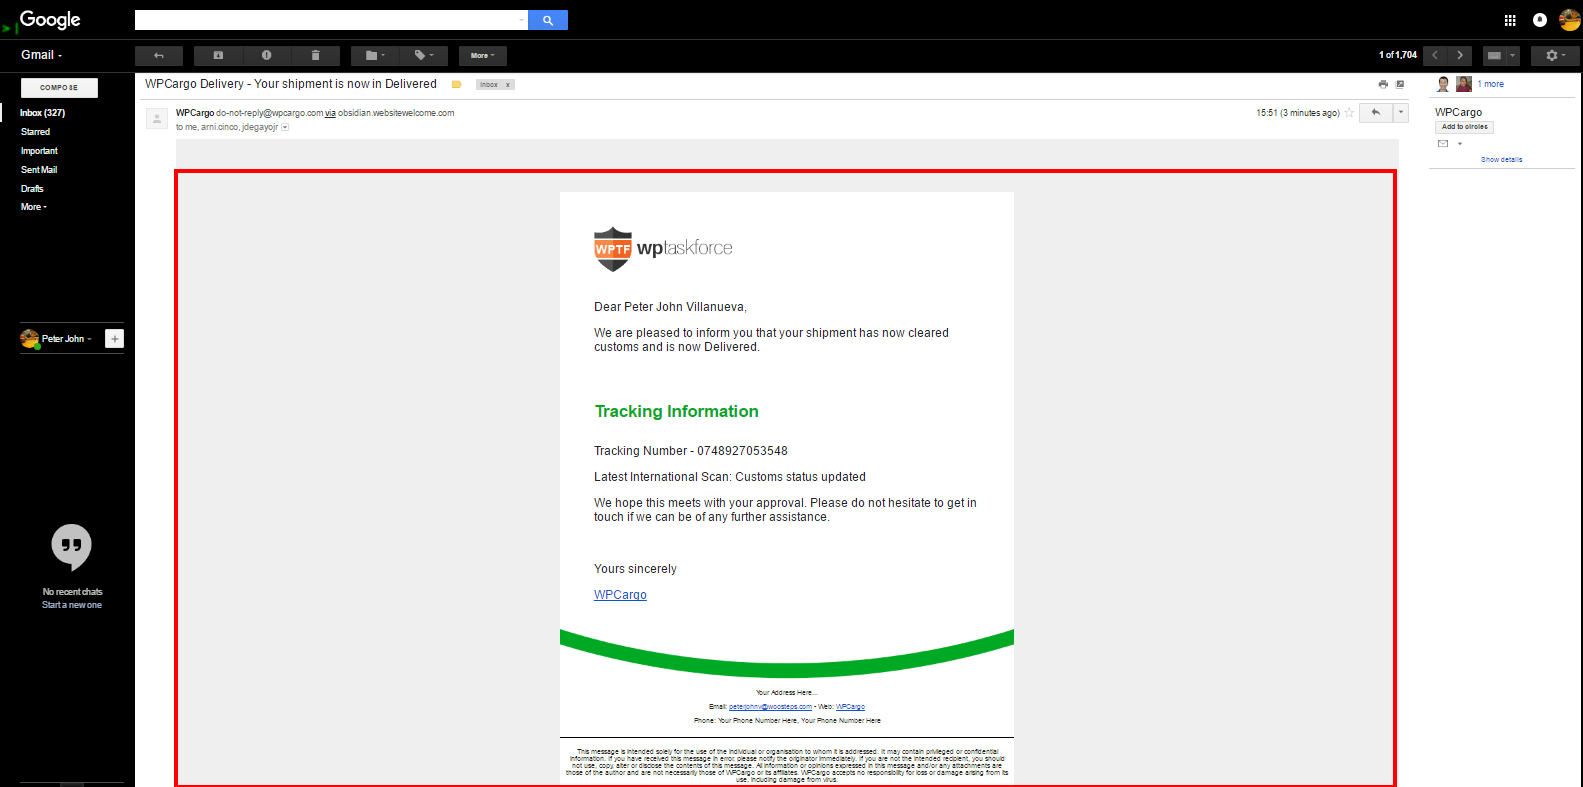 Google
Gmail
More
1 of 1,704
COMPOSE
Inbox (327)
Starred
Important
Sent Mail
Drafts
More
Peter John
No recent chats
Start a new one
WPCargo Delivery - Your shipment is now in Delivered
Inbox x
WPCargo do-not-reply@wpcargo.com via obsidian.websitewelcome.com
to me, arni.cinco, jdegayojr
15:51 (3 minutes ago)
WPTF wptaskforce
Dear Peter John Villanueva,
We are pleased to inform you that your shipment has now cleared
customs and is now Delivered.
Tracking Information
Tracking Number - 0748927053548
Latest International Scan: Customs status updated
We hope this meets with your approval. Please do not hesitate to get in
touch if we can be of any further assistance.
Yours sincerely
WPCargo
Your Address Here...
Email: peterjohnv@woosteps.com - Web: WPCargo
Phone: Your Phone Number Here, Your Phone Number Here
This message is intended solely for the use of the individual or organisation to whom it is addressed. It may contain privileged or confidential
information. If you have received this message in error, please notify the originator immediately. If you are not the intended recipient, you should
not use, copy, alter or disclose the contents of this message. All information or opinions expressed in this message and/or any attachments are
those of the author and are not necessarily those of WPCargo or its affiliates. WPCargo accepts no responsibility for loss or damage arising from its
use, including damage from virus.
1 more
WPCargo
Add to circles
Show details